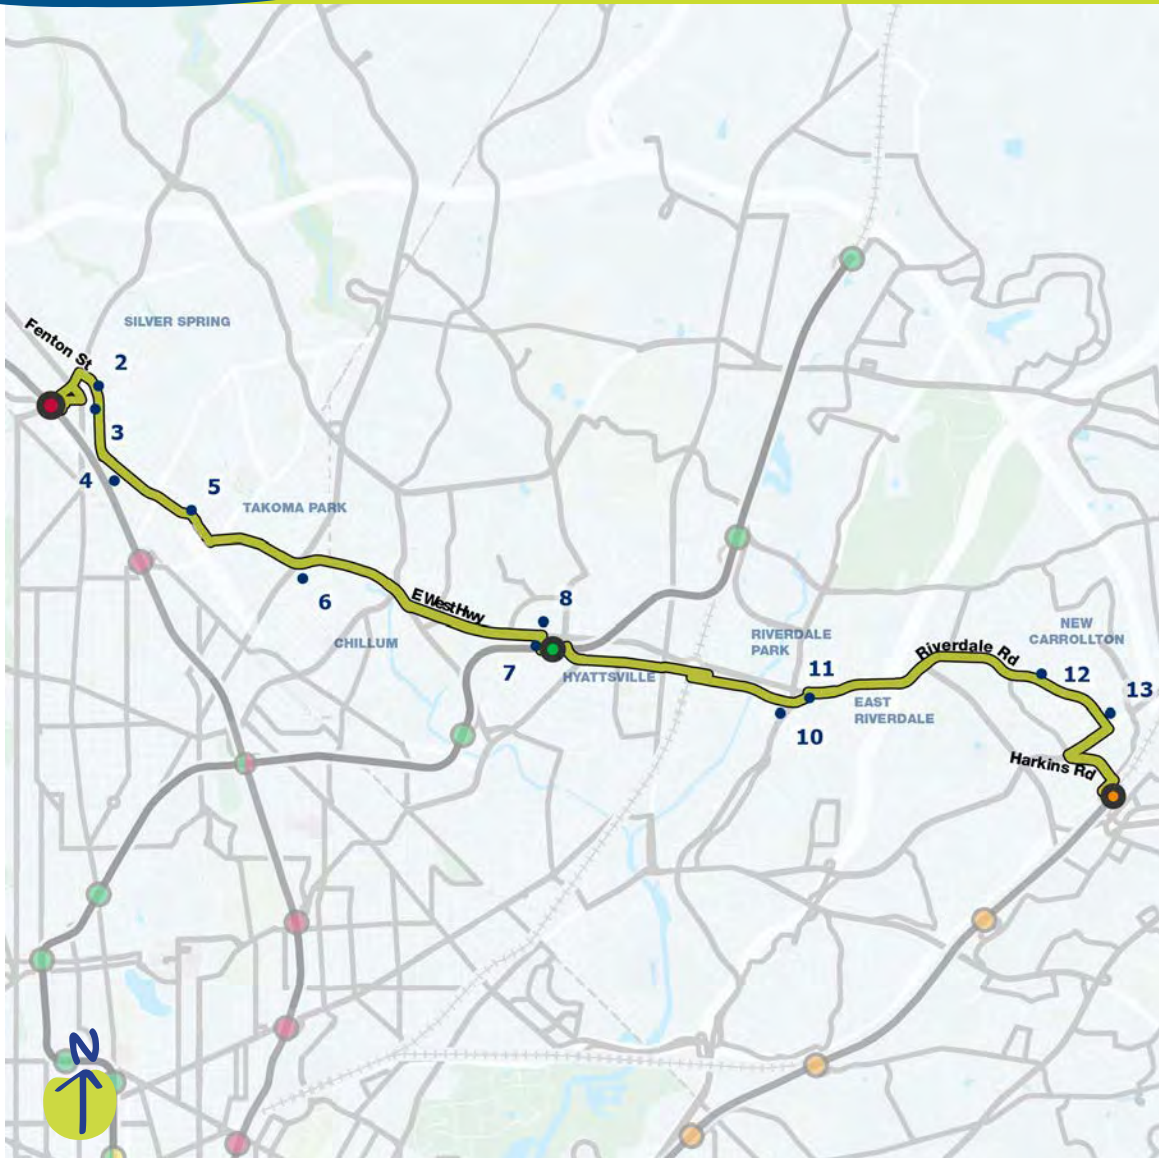 SILVER SPRING
Fenton St
2
3
4
5
TAKOMA PARK
6
E West Hwy
8
CHILLUM
7
HYATTSVILLE
RIVERDALE
PARK
11
10
EAST
RIVERDALE
Riverdale Rd
NEW
CARROLLTON
12
13
Harkins Rd
N